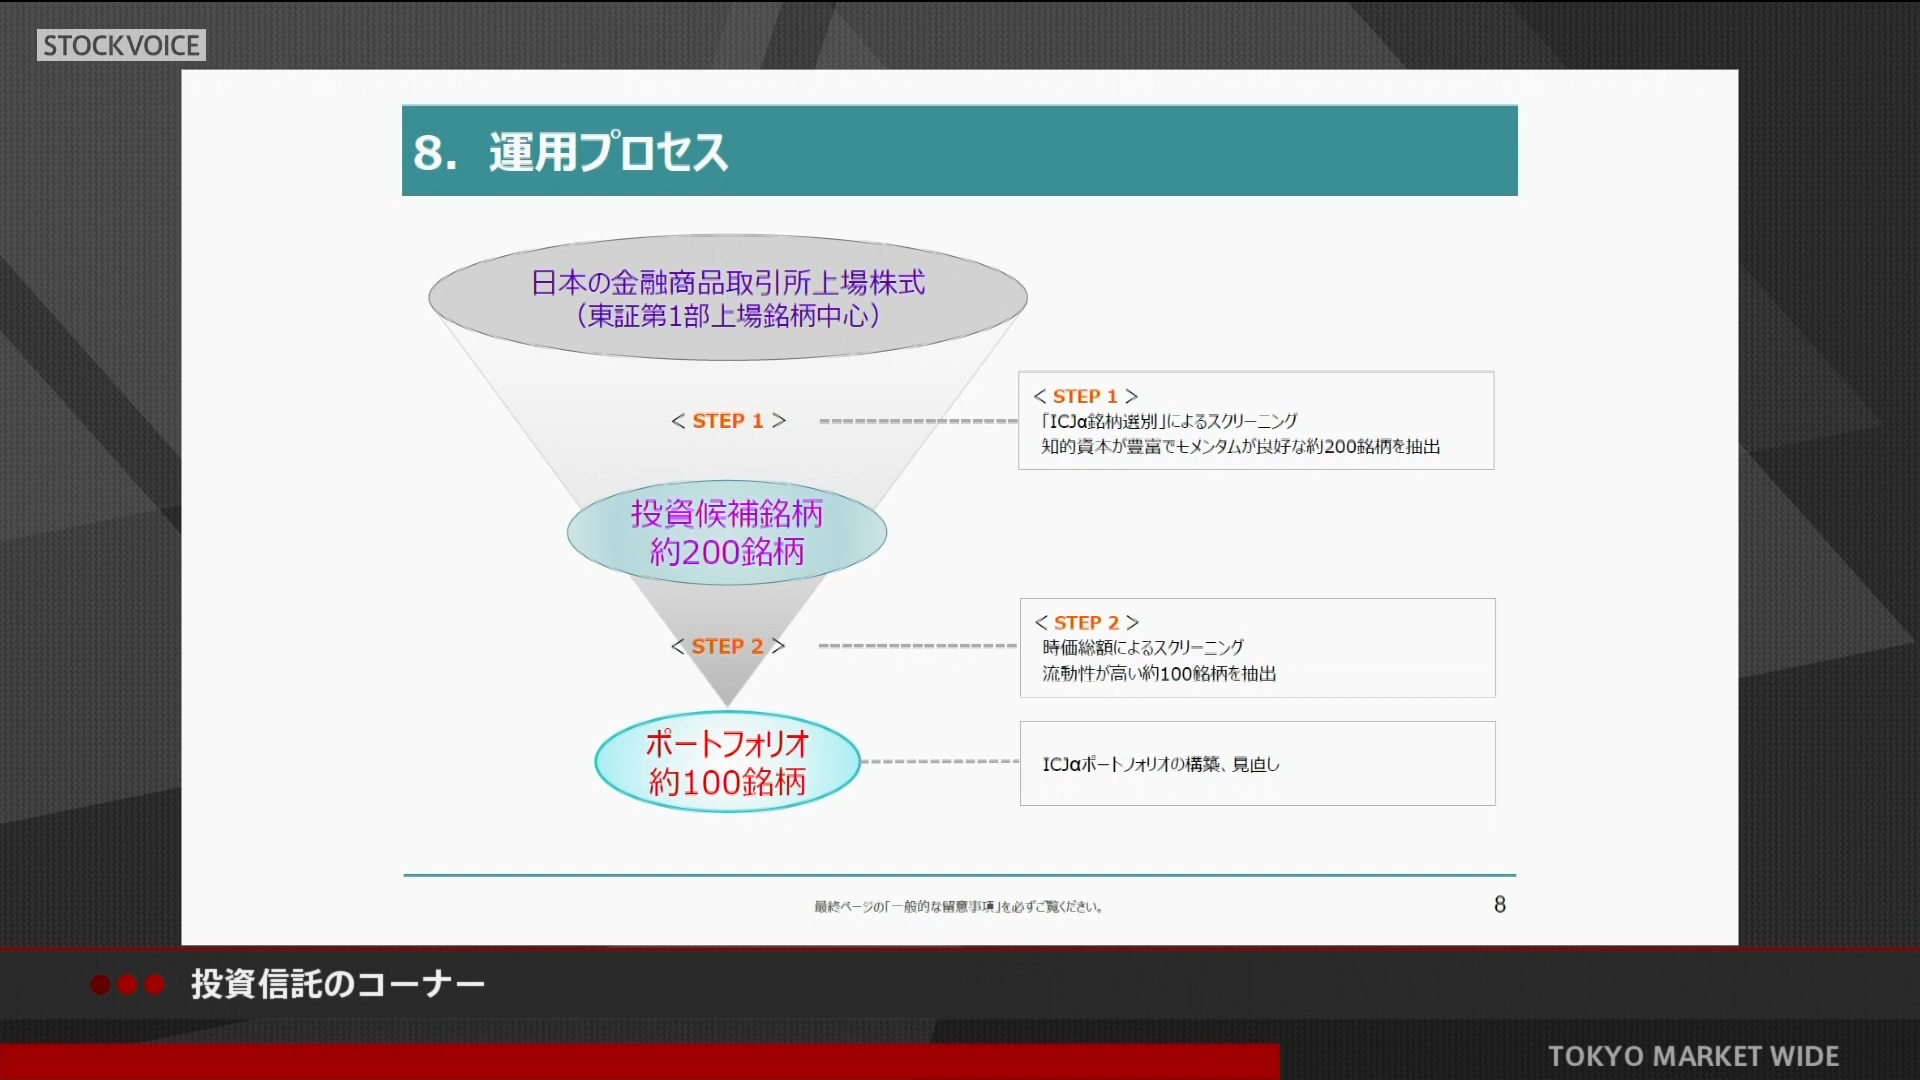 STOCKVOICE
8. 運用プロセス
日本の金融商品取引所上場株式
（東証第1部上場銘柄中心）
＜ STEP 1 ＞
＜ STEP 1 ＞
「ICJα銘柄選別」によるスクリーニング
知的資本が豊富でモメンタムが良好な約200銘柄を抽出
投資候補銘柄
約200銘柄
＜ STEP 2 ＞
＜ STEP 2 ＞
時価総額によるスクリーニング
流動性が高い約100銘柄を抽出
ポートフォリオ
約100銘柄
ICJαポートフォリオの構築、見直し
最終ページの「一般的な留意事項」を必ずご覧ください。
8
投資信託のコーナー
TOKYO MARKET WIDE